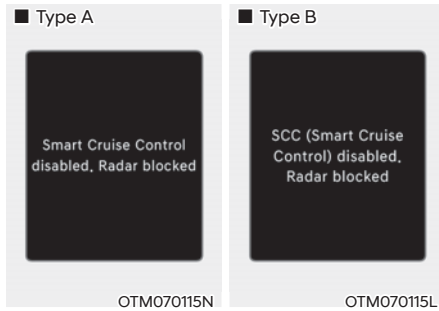 ■ Type A
Smart Cruise Control
disabled. Radar blocked
OTM070115N
■ Type B
SCC (Smart Cruise
Control) disabled.
Radar blocked
OTM070115L